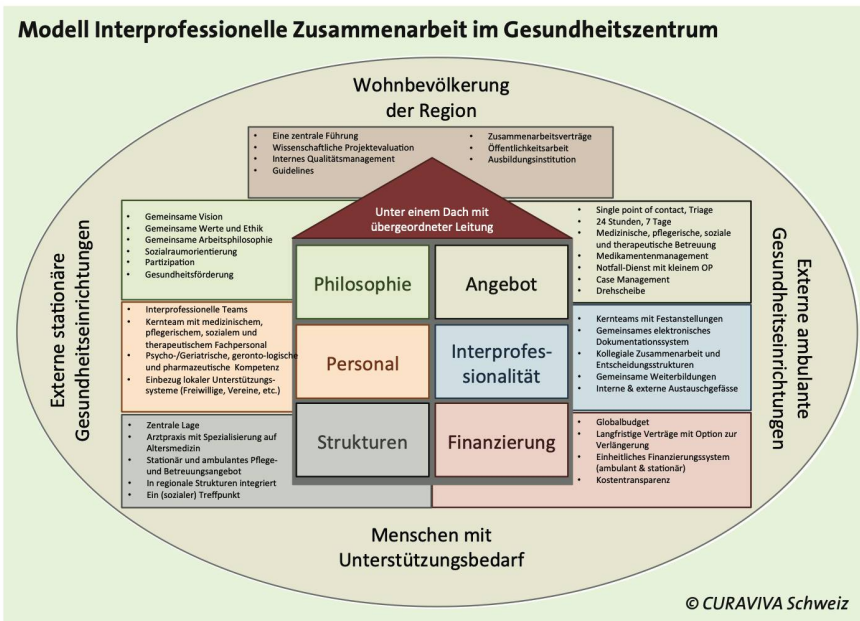 Modell Interprofessionelle Zusammenarbeit im Gesundheitszentrum
Wohnbevölkerung
der Region
• Eine zentrale Führung
• Wissenschaftliche Projektevaluation
• Internes Qualitätsmanagement
• Guidelines
• Zusammenarbeitsverträge
• Öffentlichkeitsarbeit
• Ausbildungsinstitution
Unter einem Dach mit
übergeordneter Leitung
Externe stationäre
Gesundheitseinrichtungen
• Gemeinsame Vision
• Gemeinsame Werte und Ethik
• Gemeinsame Arbeitsphilosophie
• Sozialraumorientierung
• Partizipation
• Gesundheitsförderung
Philosophie
Angebot
• Single point of contact, Triage
• 24 Stunden, 7 Tage
• Medizinische, pflegerische, soziale
und therapeutische Betreuung
• Medikamentenmanagement
• Notfall-Dienst mit kleinem OP
• Case Management
• Drehscheibe
Externe ambulante
Gesundheitseinrichtungen
• Interprofessionelle Teams
• Kernteam mit medizinischem,
pflegerischem, sozialem und
therapeutischem Fachpersonal
• Psycho-/Geriatrische, geronto-logische
und pharmazeutische Kompetenz
• Einbezug lokaler Unterstützungs-
systeme (Freiwillige, Vereine, etc.)
Personal
Interprofes-
sionalität
• Kernteams mit Festanstellungen
• Gemeinsames elektronisches
Dokumentationssystem
• Kollegiale Zusammenarbeit und
Entscheidungsstrukturen
• Gemeinsame Weiterbildungen
• Interne & externe Austauschgefässe
• Zentrale Lage
• Arztpraxis mit Spezialisierung auf
Altersmedizin
• Stationär und ambulantes Pflege-
und Betreuungsangebot
• In regionale Strukturen integriert
• Ein (sozialer) Treffpunkt
Strukturen
Finanzierung
• Globalbudget
• Langfristige Verträge mit Option zur
Verlängerung
• Einheitliches Finanzierungssystem
(ambulant & stationär)
• Kostentransparenz
Menschen mit
Unterstützungsbedarf
© CURAVIVA Schweiz